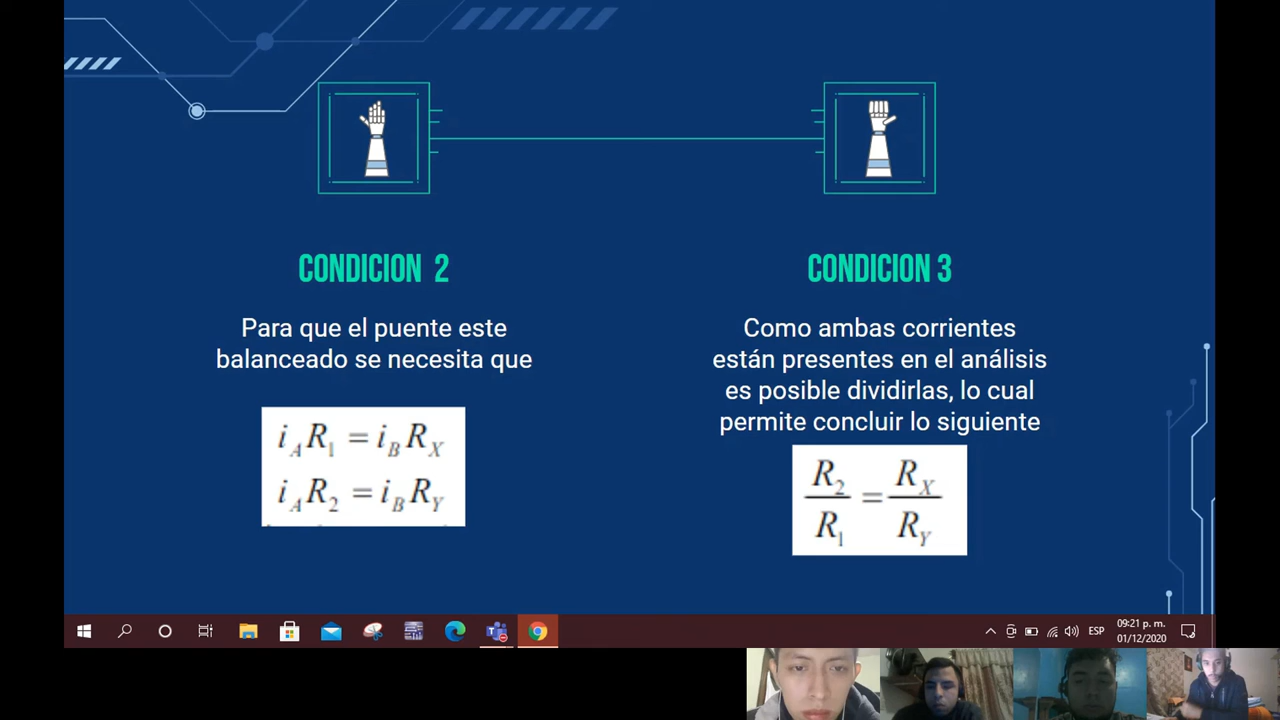 CONDICION 2
Para que el puente este
balanceado se necesita que
i_A R_1 = i_B R_X
i_A R_2 = i_B R_Y
CONDICION 3
Como ambas corrientes
están presentes en el análisis
es posible dividirlas, lo cual
permite concluir lo siguiente
R_2 / R_1 = R_X / R_Y
ESP
09:21 p. m.
01/12/2020